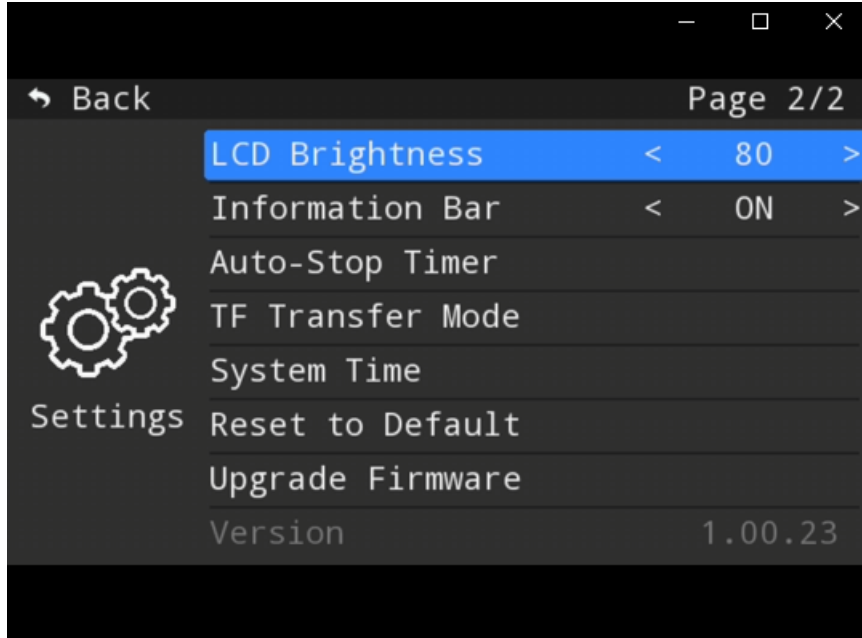 Back Page 2/2
LCD Brightness < 80 >
Information Bar < ON >
Auto-Stop Timer
TF Transfer Mode
System Time
Settings
Reset to Default
Upgrade Firmware
Version 1.00.23